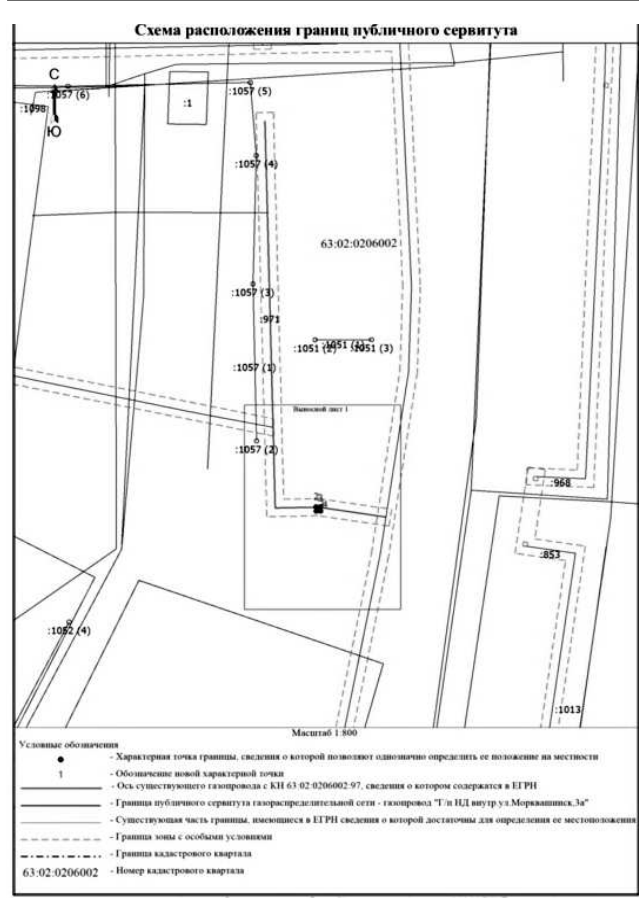 Схема расположения границ публичного сервитута
С
:1057 (6)
:1057 (5)
:1098
:1
Ю
:1057 (4)
63:02:0206002
:1057 (3)
:971
:1051 (2)
:1051 (3)
:1057 (1)
Выносной лист 1
:1057 (2)
:968
:853
:1052 (4)
:1013
Масштаб 1:800
Условные обозначения
- Характерная точка границы, сведения о которой позволяют однозначно определить ее положение на местности
1 - Обозначение новой характерной точки
- Ось существующего газопровода с КН 63:02:0206002:97, сведения о котором содержатся в ЕГРН
- Граница публичного сервитута газораспределительной сети - газопровод "Г/п НД внутр.ул.Морквашинск,3а"
- Существующая часть границы, имеющиеся в ЕГРН сведения о которой достаточны для определения ее местоположения
- Граница зоны с особыми условиями
- Граница кадастрового квартала
63:02:0206002 - Номер кадастрового квартала